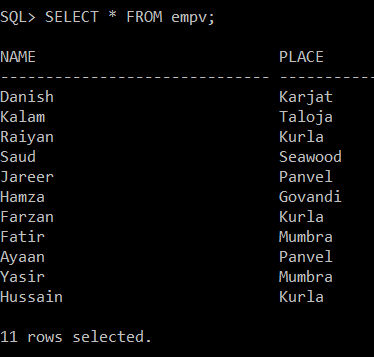 SQL> SELECT * FROM empv;
NAME                           PLACE
------------------------------ -----------
Danish                         Karjat
Kalam                          Taloja
Raiyan                         Kurla
Saud                           Seawood
Jareer                         Panvel
Hamza                          Govandi
Farzan                         Kurla
Fatir                          Mumbra
Ayaan                          Panvel
Yasir                          Mumbra
Hussain                        Kurla
11 rows selected.